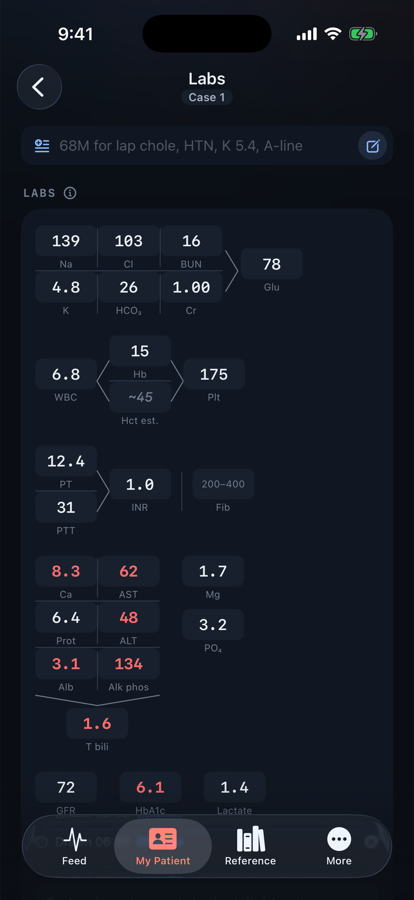 9:41
Labs
Case 1
68M for lap chole, HTN, K 5.4, A-line
LABS
139 103 16
Na Cl BUN
78
Glu
4.8 26 1.00
K HCO₃ Cr
15
Hb
6.8 175
WBC Plt
~45
Hct est.
12.4
PT
1.0 200–400
INR Fib
31
PTT
8.3 62 1.7
Ca AST Mg
6.4 48 3.2
Prot ALT PO₄
3.1 134
Alb Alk phos
1.6
T bili
72 6.1 1.4
GFR HbA1c Lactate
Feed My Patient Reference More